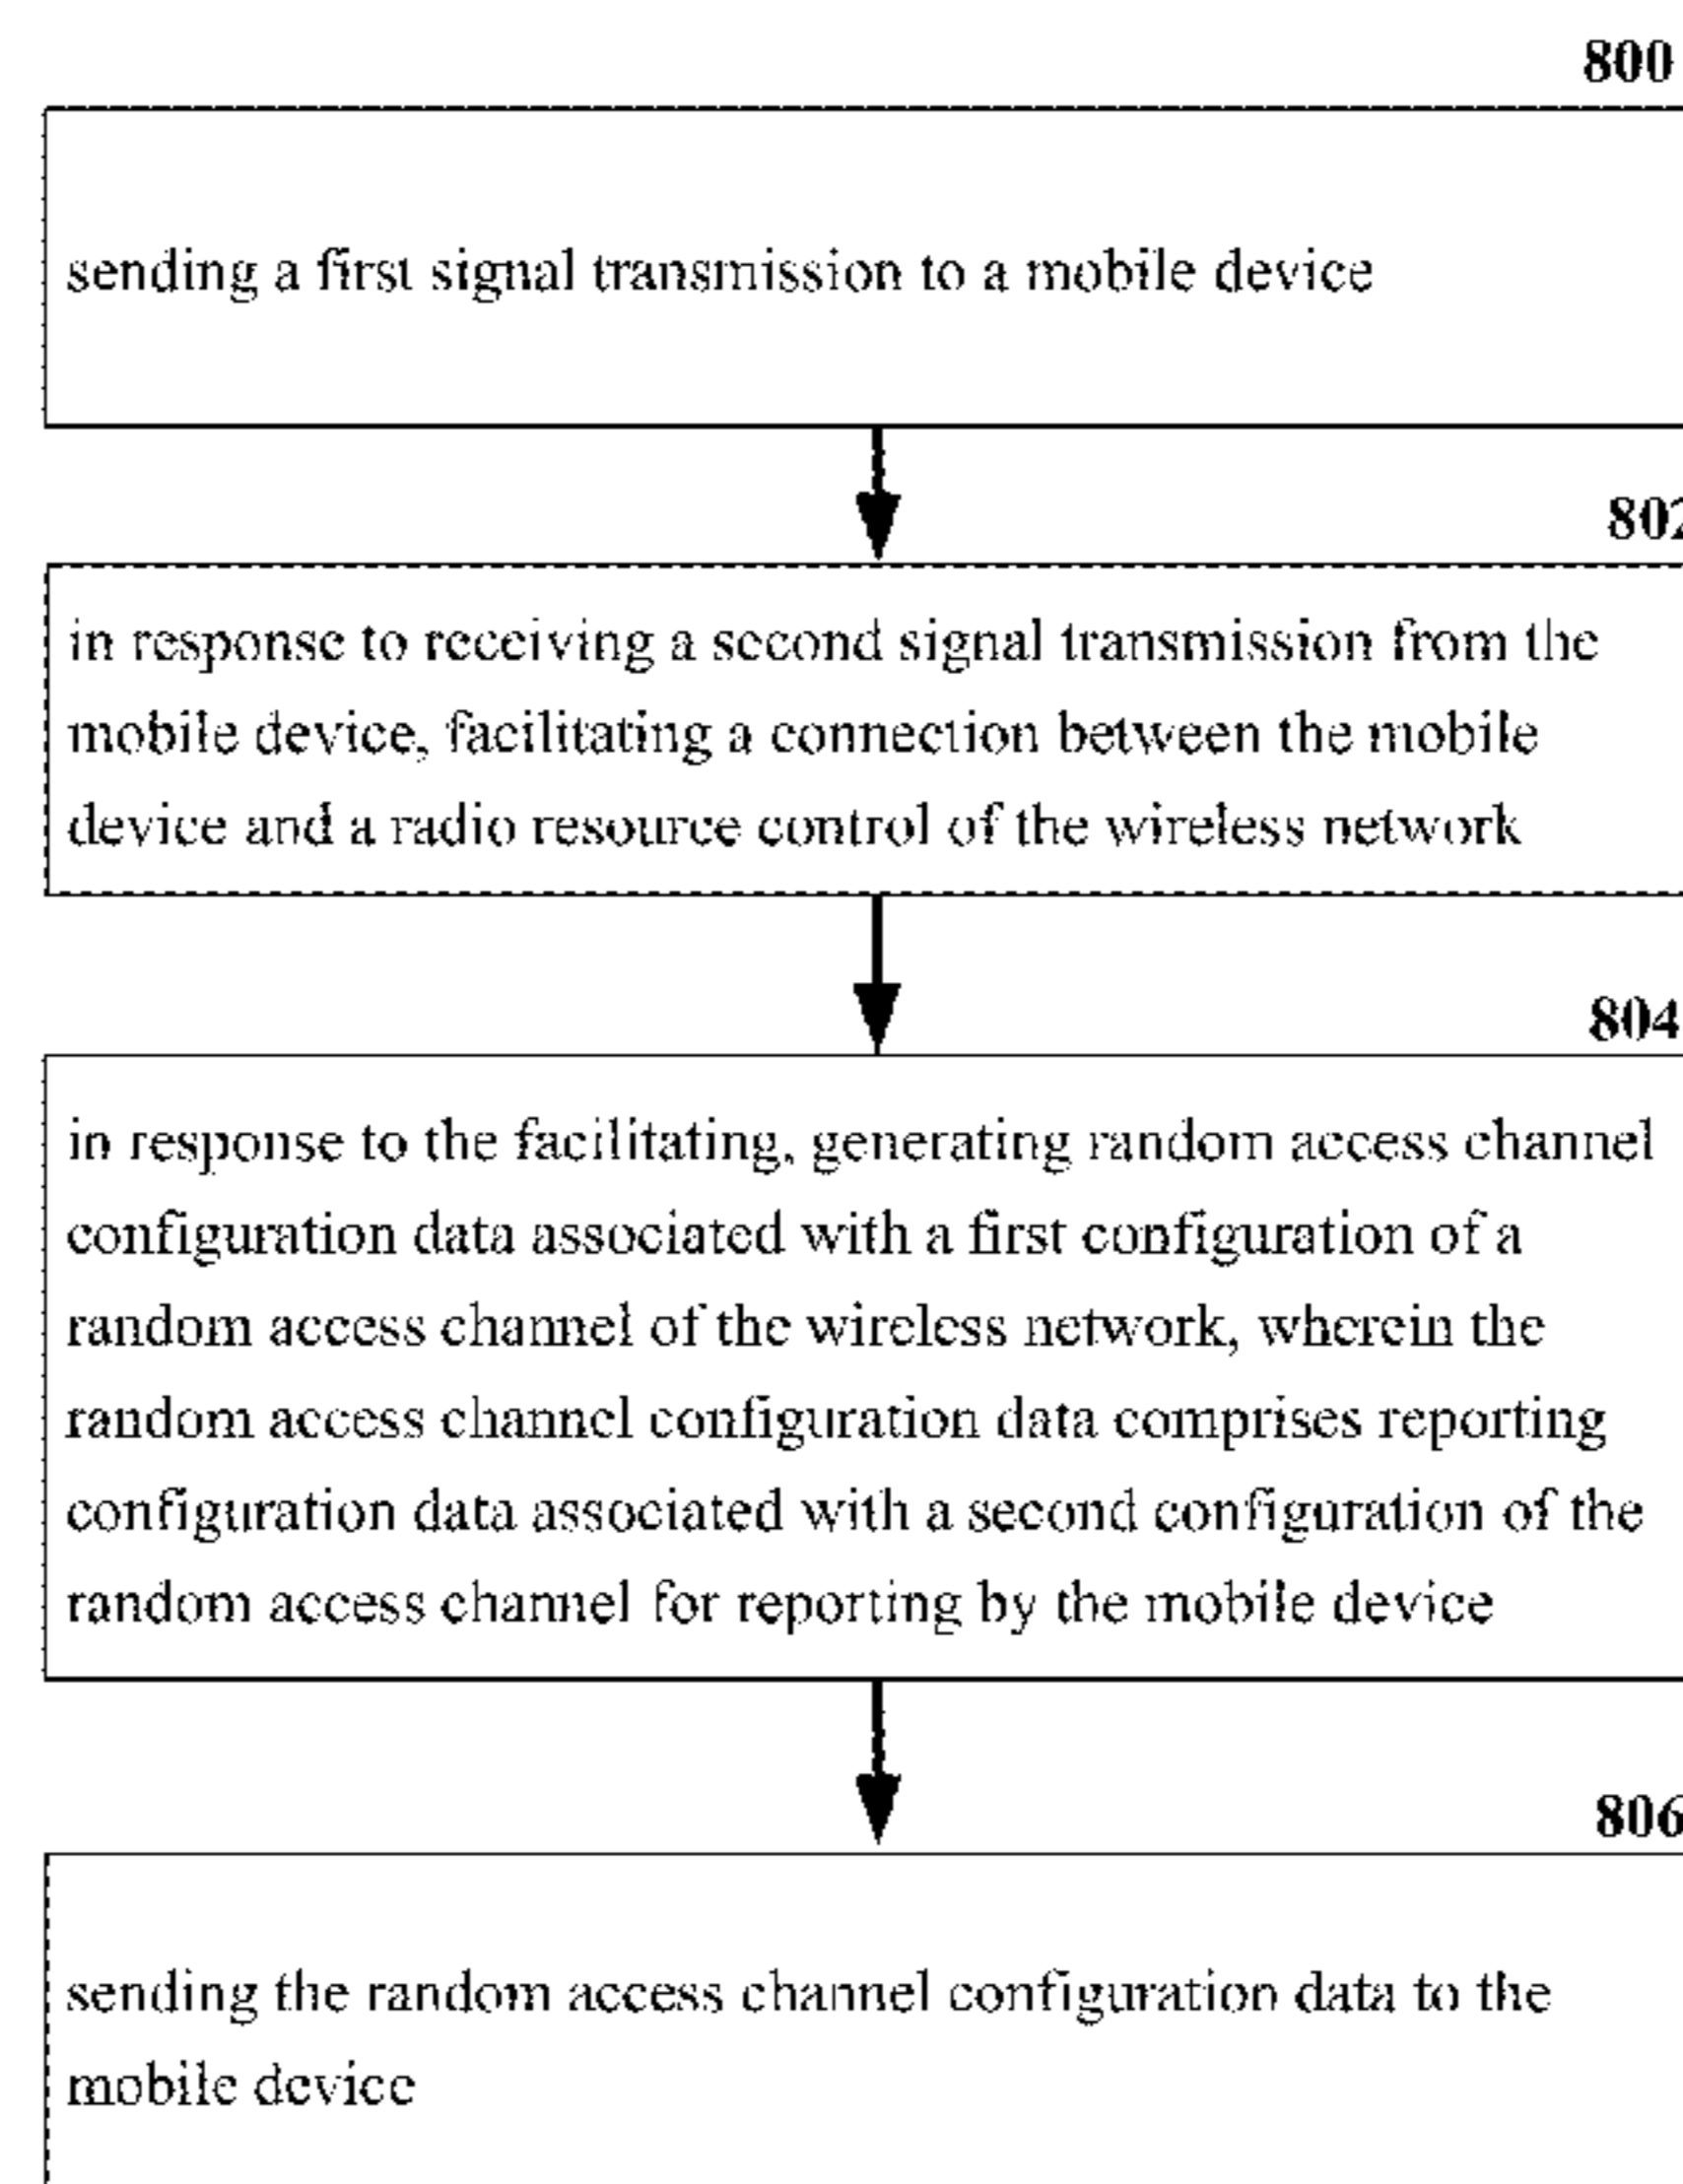 800
sending a first signal transmission to a mobile device
802
in response to receiving a second signal transmission from the
mobile device, facilitating a connection between the mobile
device and a radio resource control of the wireless network
804
in response to the facilitating, generating random access channel
configuration data associated with a first configuration of a
random access channel of the wireless network, wherein the
random access channel configuration data comprises reporting
configuration data associated with a second configuration of the
random access channel for reporting by the mobile device
806
sending the random access channel configuration data to the
mobile device